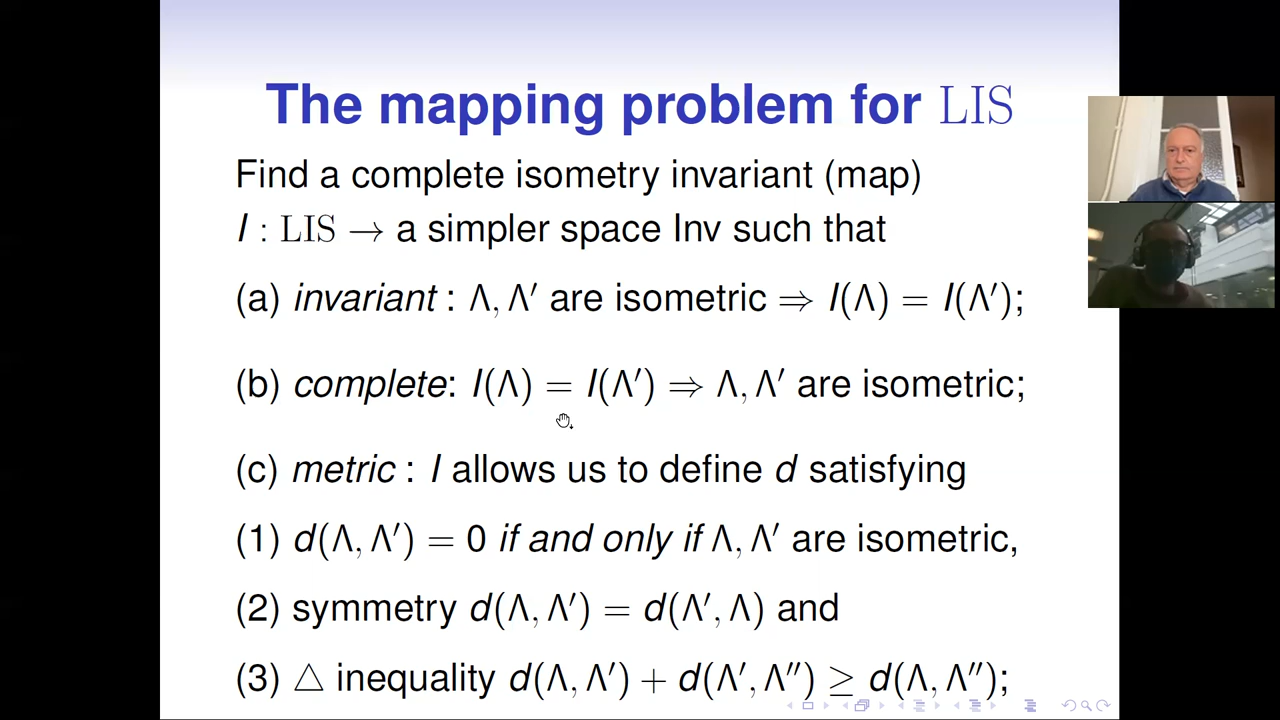 The mapping problem for LIS
Find a complete isometry invariant (map)
I : LIS → a simpler space Inv such that
(a) invariant : Λ, Λ′ are isometric ⇒ I(Λ) = I(Λ′);
(b) complete: I(Λ) = I(Λ′) ⇒ Λ, Λ′ are isometric;
(c) metric : I allows us to define d satisfying
(1) d(Λ, Λ′) = 0 if and only if Λ, Λ′ are isometric,
(2) symmetry d(Λ, Λ′) = d(Λ′, Λ) and
(3) △ inequality d(Λ, Λ′) + d(Λ′, Λ′′) ≥ d(Λ, Λ′′);